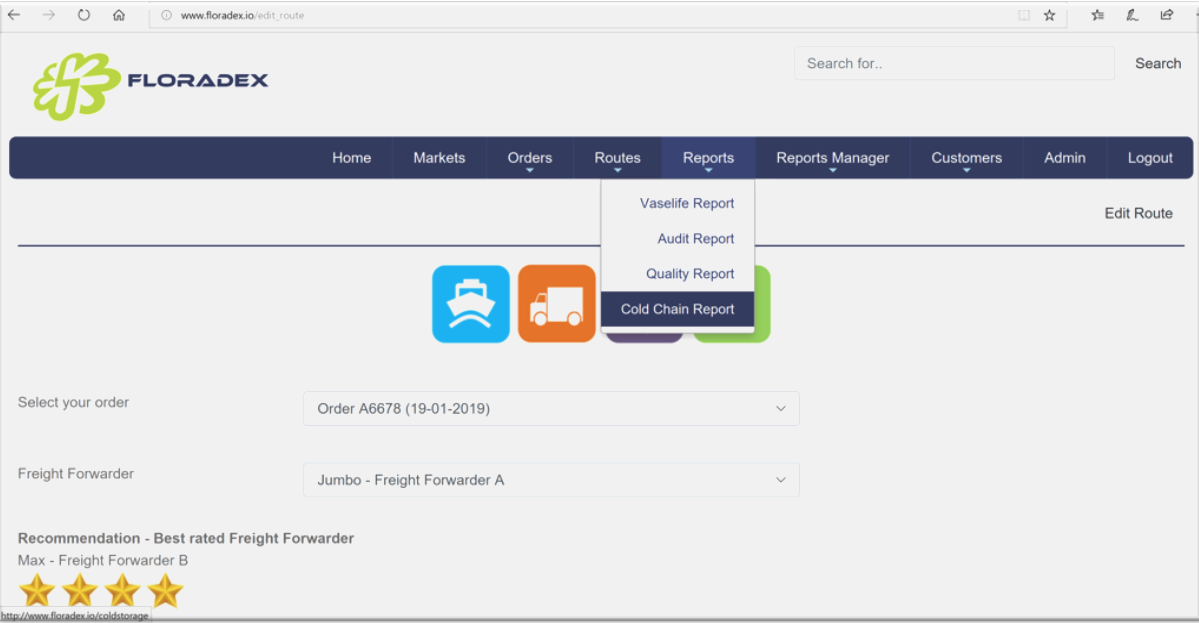 www.floradex.io/edit_route
FLORADEX
Search for..
Search
Home Markets Orders Routes Reports Reports Manager Customers Admin Logout
Vaselife Report
Audit Report
Quality Report
Cold Chain Report
Edit Route
Select your order
Order A6678 (19-01-2019)
Freight Forwarder
Jumbo - Freight Forwarder A
Recommendation - Best rated Freight Forwarder
Max - Freight Forwarder B
http://www.floradex.io/coldstorage